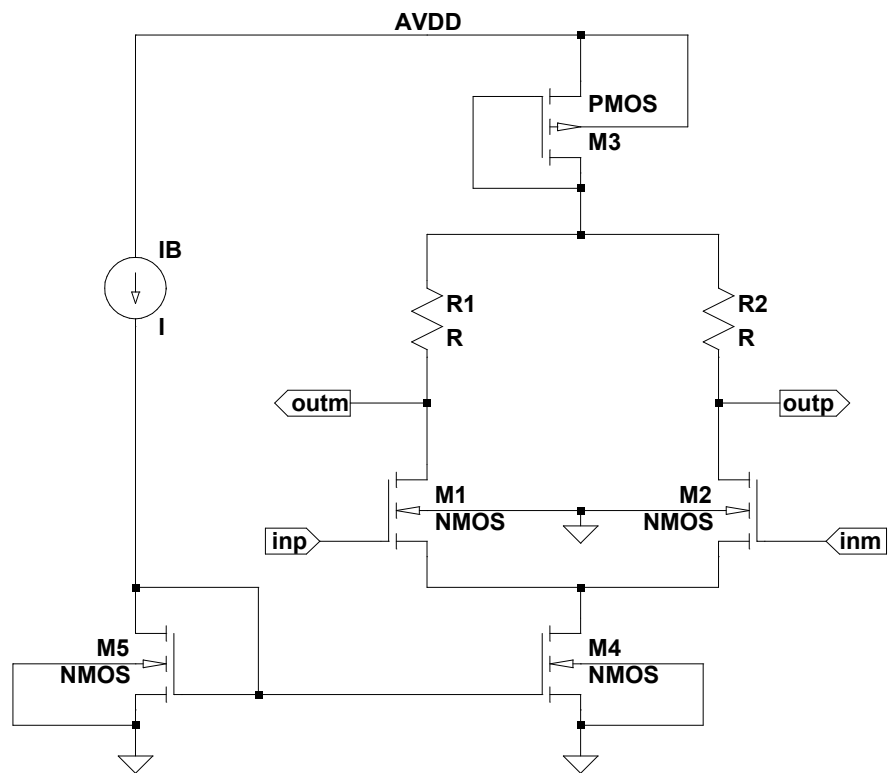 AVDD
PMOS
M3
IB
I
R1
R
R2
R
outm
outp
M1
NMOS
M2
NMOS
inp
inm
M5
NMOS
M4
NMOS